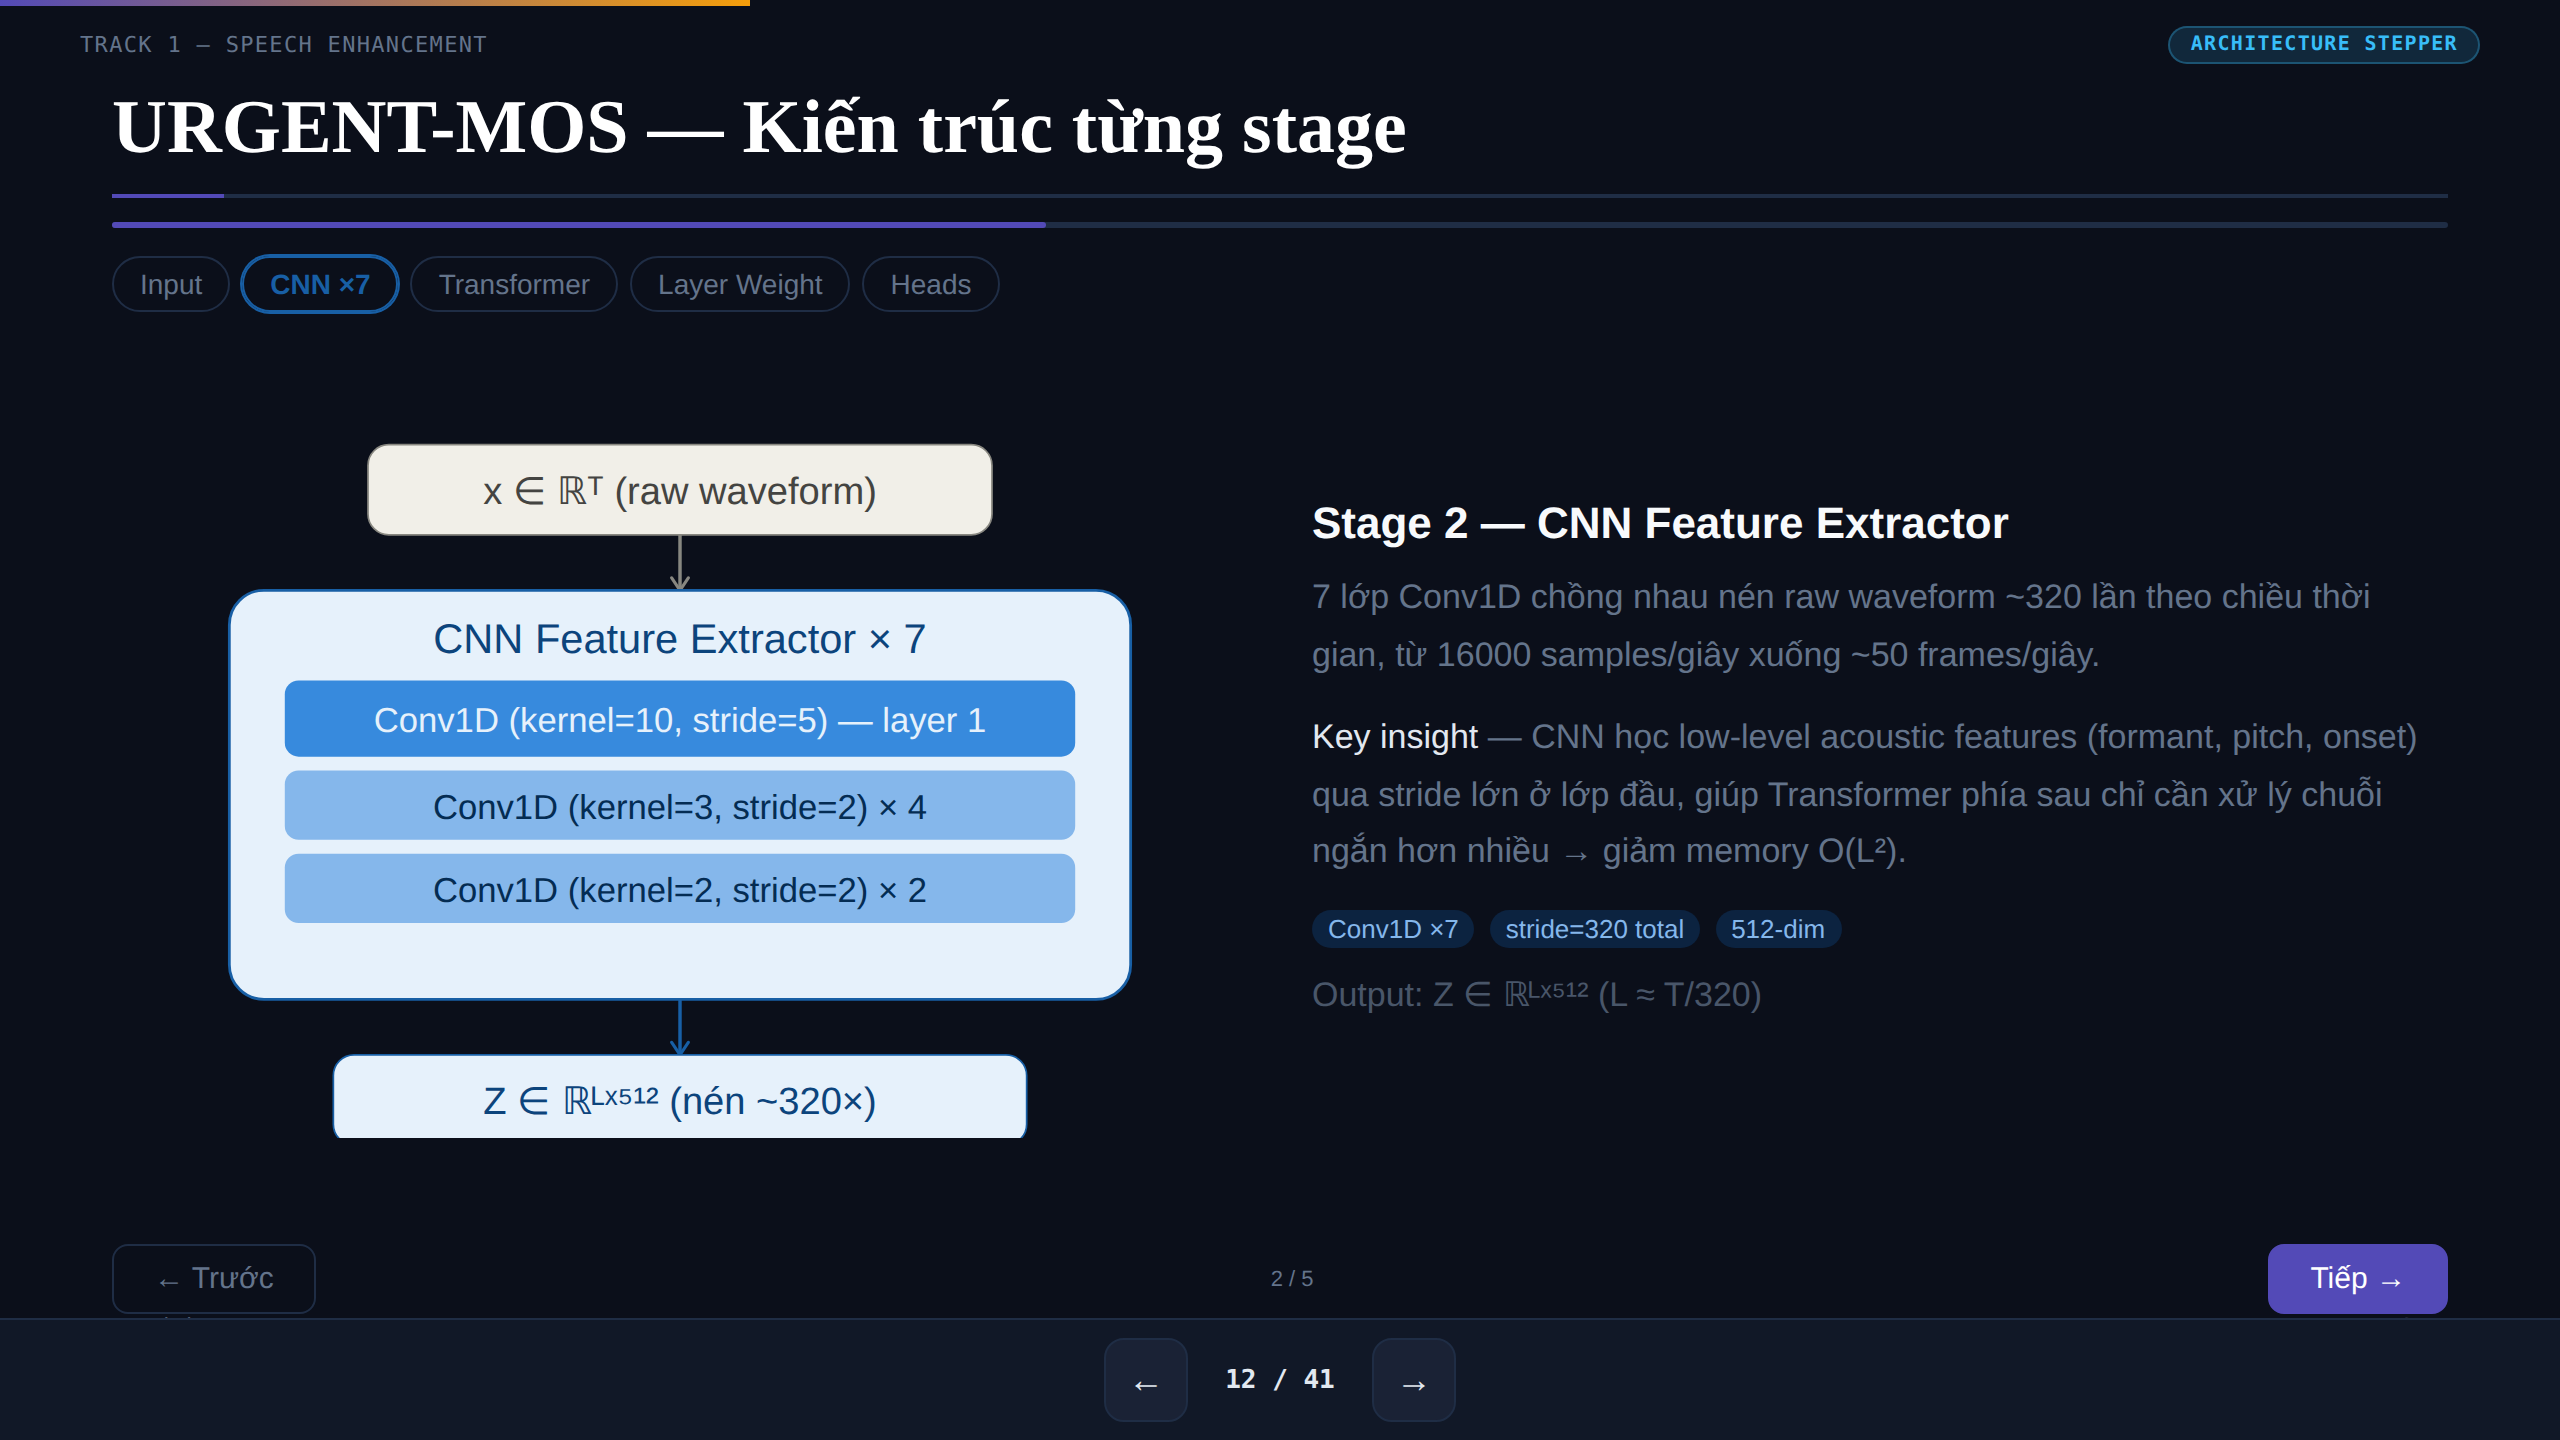 TRACK 1 — SPEECH ENHANCEMENT
ARCHITECTURE STEPPER
URGENT-MOS — Kiến trúc từng stage
Input
CNN ×7
Transformer
Layer Weight
Heads
x ∈ ℝᵀ (raw waveform)
CNN Feature Extractor × 7
Conv1D (kernel=10, stride=5) — layer 1
Conv1D (kernel=3, stride=2) × 4
Conv1D (kernel=2, stride=2) × 2
Z ∈ ℝᴸˣ⁵¹² (nén ~320×)
Stage 2 — CNN Feature Extractor
7 lớp Conv1D chồng nhau nén raw waveform ~320 lần theo chiều thời
gian, từ 16000 samples/giây xuống ~50 frames/giây.
Key insight — CNN học low-level acoustic features (formant, pitch, onset)
qua stride lớn ở lớp đầu, giúp Transformer phía sau chỉ cần xử lý chuỗi
ngắn hơn nhiều → giảm memory O(L²).
Conv1D ×7
stride=320 total
512-dim
Output: Z ∈ ℝᴸˣ⁵¹² (L ≈ T/320)
← Trước
2 / 5
Tiếp →
←
12 / 41
→